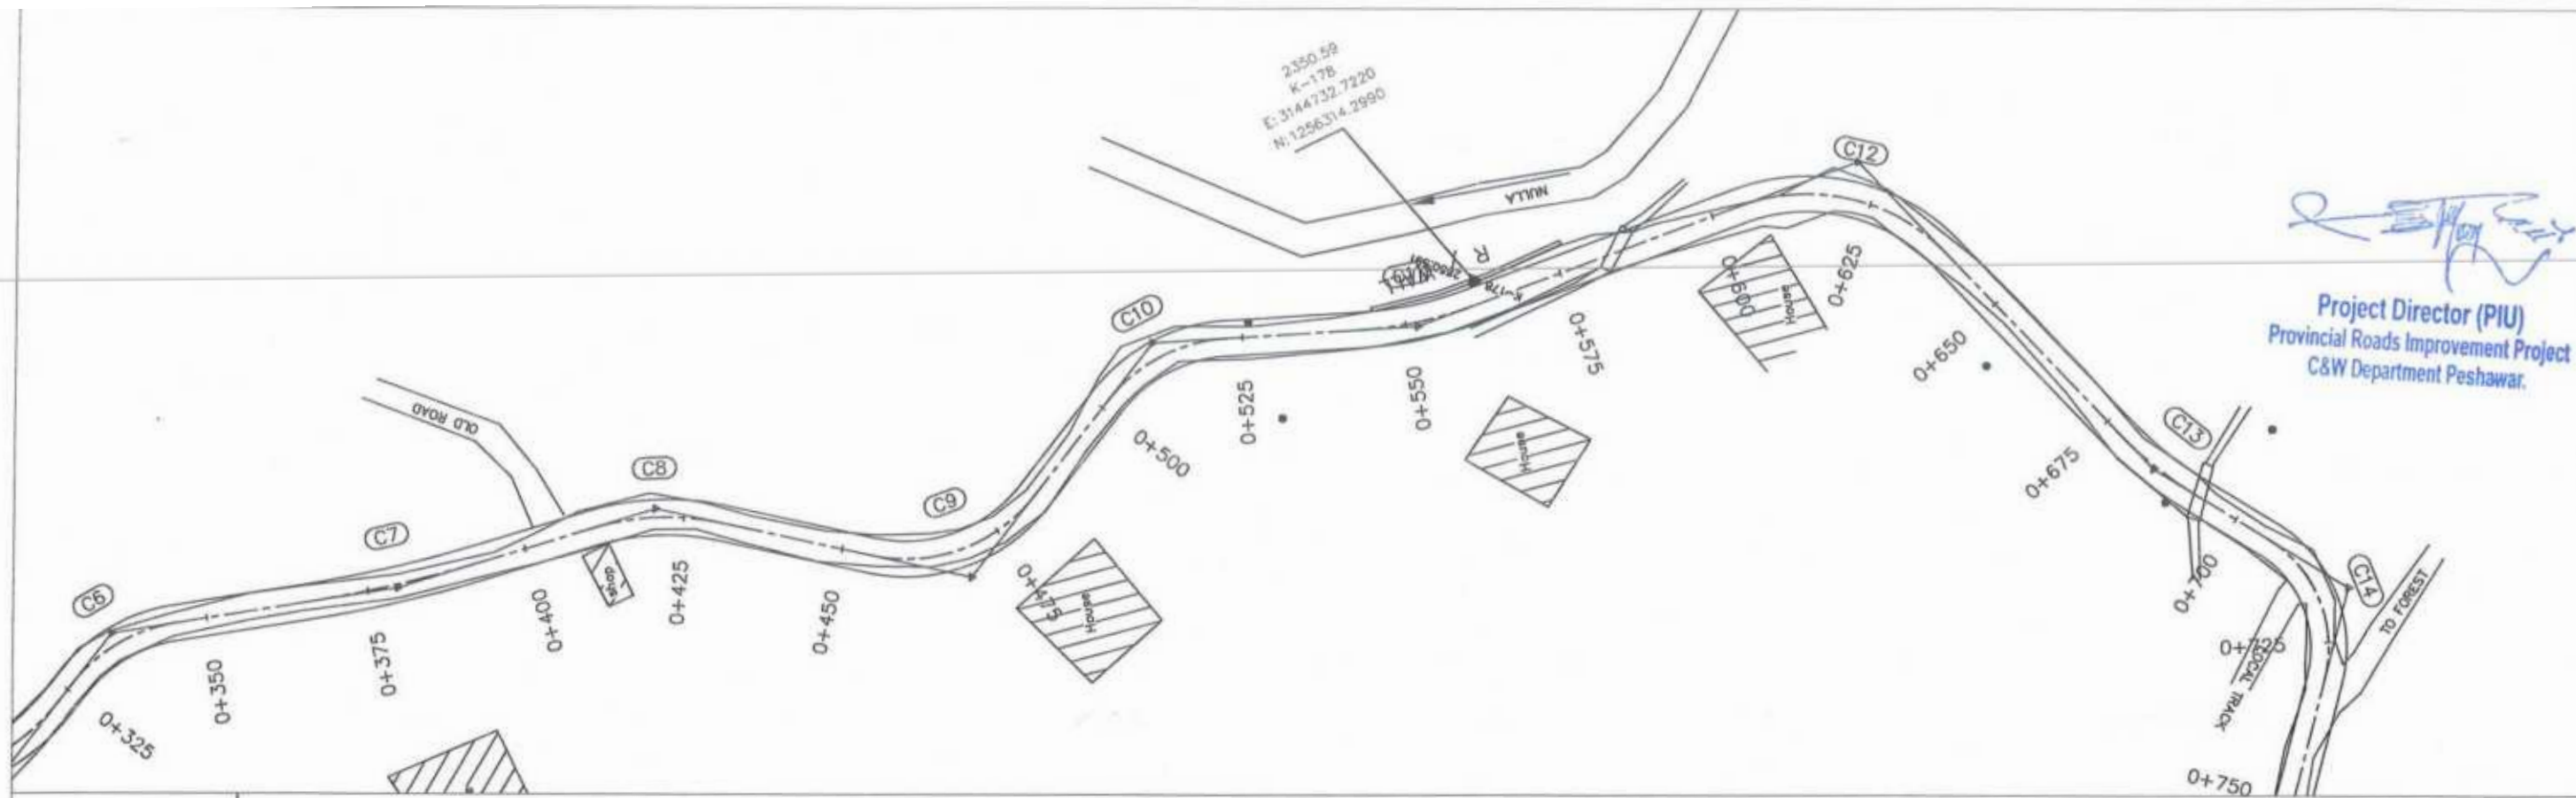 2350.59
K-178
E: 3144732.7220
N: 1256314.2990
NULLA
C12
R
K-178
C10
OLD ROAD
C8
C9
C7
C6
C13
C14
TO FOREST
LOCAL TRACK
Shop
House
House
House
0+325
0+350
0+375
0+400
0+425
0+450
0+475
0+500
0+525
0+550
0+575
0+600
0+625
0+650
0+675
0+700
0+725
0+750
Project Director (PIU)
Provincial Roads Improvement Project
C&W Department Peshawar.